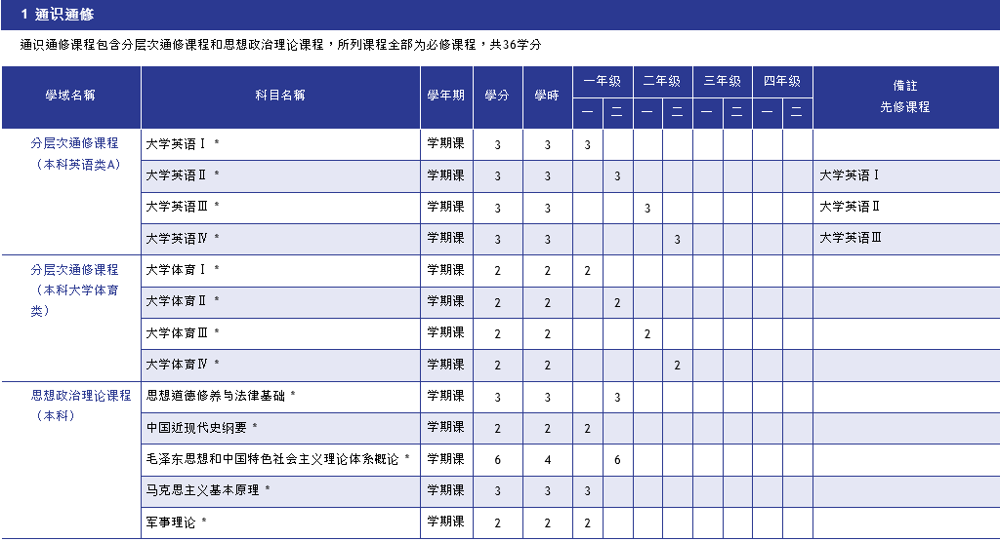 1 通识通修
通识通修课程包含分层次通修课程和思想政治理论课程，所列课程全部为必修课程，共36学分
學域名稱 科目名稱 學年期 學分 學時 一年级 二年级 三年级 四年级 備註
先修课程
一 二 一 二 一 二 一 二
分层次通修课程
（本科英语类A）
大学英语Ⅰ * 学期课 3 3 3
大学英语Ⅱ * 学期课 3 3 3 大学英语Ⅰ
大学英语Ⅲ * 学期课 3 3 3 大学英语Ⅱ
大学英语Ⅳ * 学期课 3 3 3 大学英语Ⅲ
分层次通修课程
（本科大学体育
类）
大学体育Ⅰ * 学期课 2 2 2
大学体育Ⅱ * 学期课 2 2 2
大学体育Ⅲ * 学期课 2 2 2
大学体育Ⅳ * 学期课 2 2 2
思想政治理论课程
（本科）
思想道德修养与法律基础 * 学期课 3 3 3
中国近现代史纲要 * 学期课 2 2 2
毛泽东思想和中国特色社会主义理论体系概论 * 学期课 6 4 6
马克思主义基本原理 * 学期课 3 3 3
军事理论 * 学期课 2 2 2